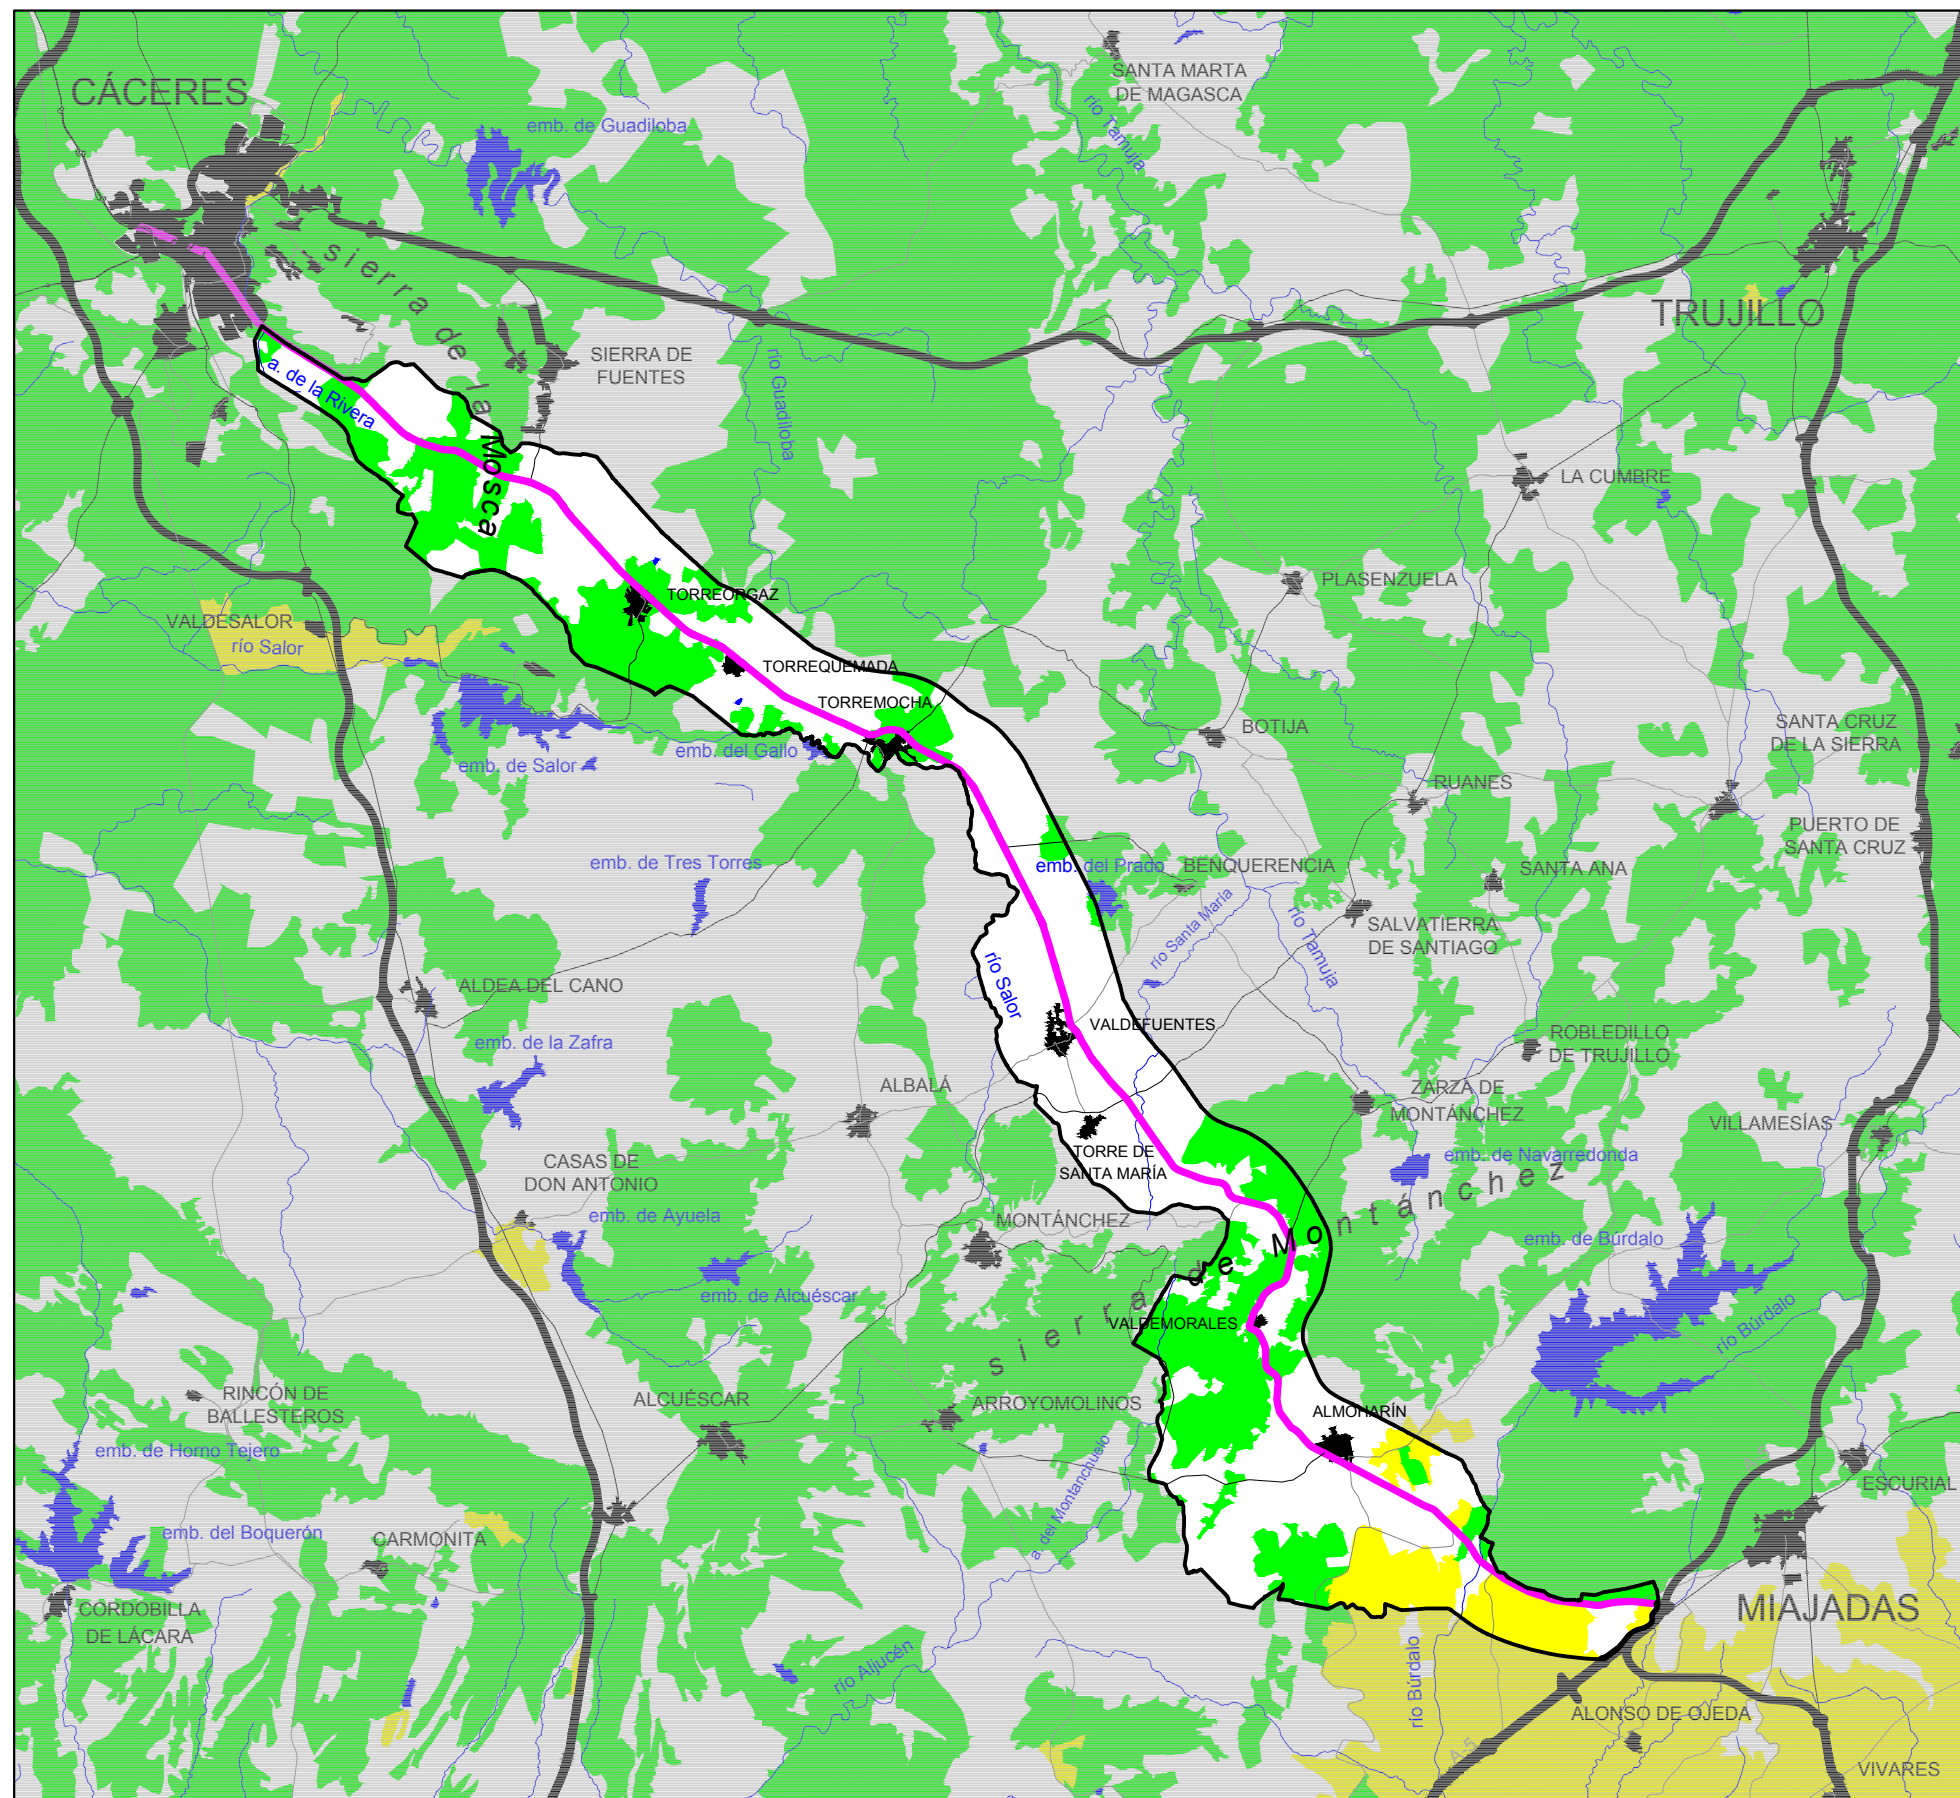 SANTA MARTA
DE MAGASCA
CÁCERES
emb. de Guadiloba
río Tamuja
sierra de la Mosca
TRUJILLO
SIERRA DE
FUENTES
río Guadiloba
a. de la Rivera
LA CUMBRE
PLASENZUELA
TORREORGAZ
VALDESALOR
río Salor
TORREQUEMADA
TORREMOCHA
BOTIJA
SANTA CRUZ
DE LA SIERRA
emb. del Gallo
emb. de Salor
RUANES
PUERTO DE
SANTA CRUZ
emb. de Tres Torres
emb. del Prado
BENQUERENCIA
SANTA ANA
río Santa María
río Tamuja
SALVATIERRA
DE SANTIAGO
ALDEA DEL CANO
río Salor
VALDEFUENTES
ROBLEDILLO
DE TRUJILLO
emb. de la Zafra
ALBALÁ
ZARZA DE
MONTÁNCHEZ
VILLAMESÍAS
TORRE DE
SANTA MARÍA
emb. de Navarredonda
CASAS DE
DON ANTONIO
emb. de Ayuela
MONTÁNCHEZ
sierra de Montánchez
emb. de Búrdalo
emb. de Alcuéscar
VALDEMORALES
río Búrdalo
RINCÓN DE
BALLESTEROS
ALCUÉSCAR
ARROYOMOLINOS
ALMOHARÍN
emb. de Horno Tejero
a. del Montanchuelo
ESCURIAL
emb. del Boquerón
CARMONITA
CORDOBILLA
DE LÁCARA
MIAJADAS
río Aljucén
río Búrdalo
ALONSO DE OJEDA
A-5
VIVARES